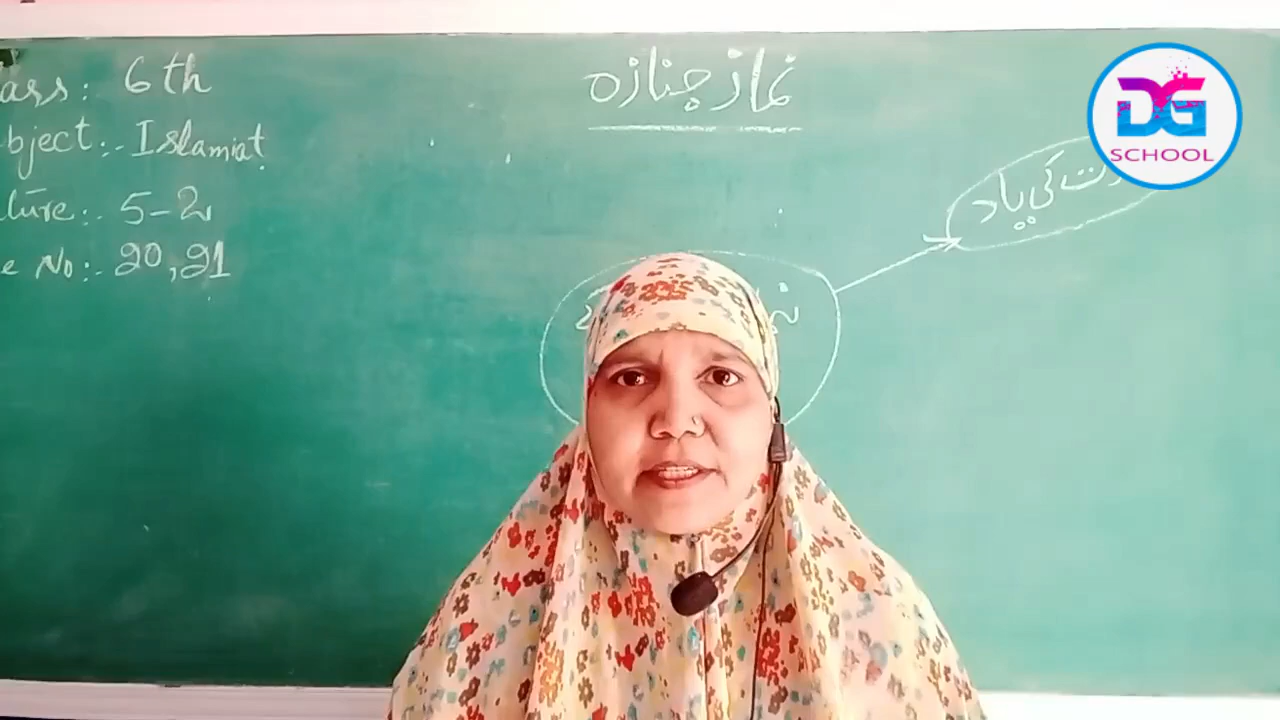 ass: 6th
نماز جنازہ
bject:- Islamiat
ture:- 5-2
e No:- 20,21
کی یاد
DG
SCHOOL